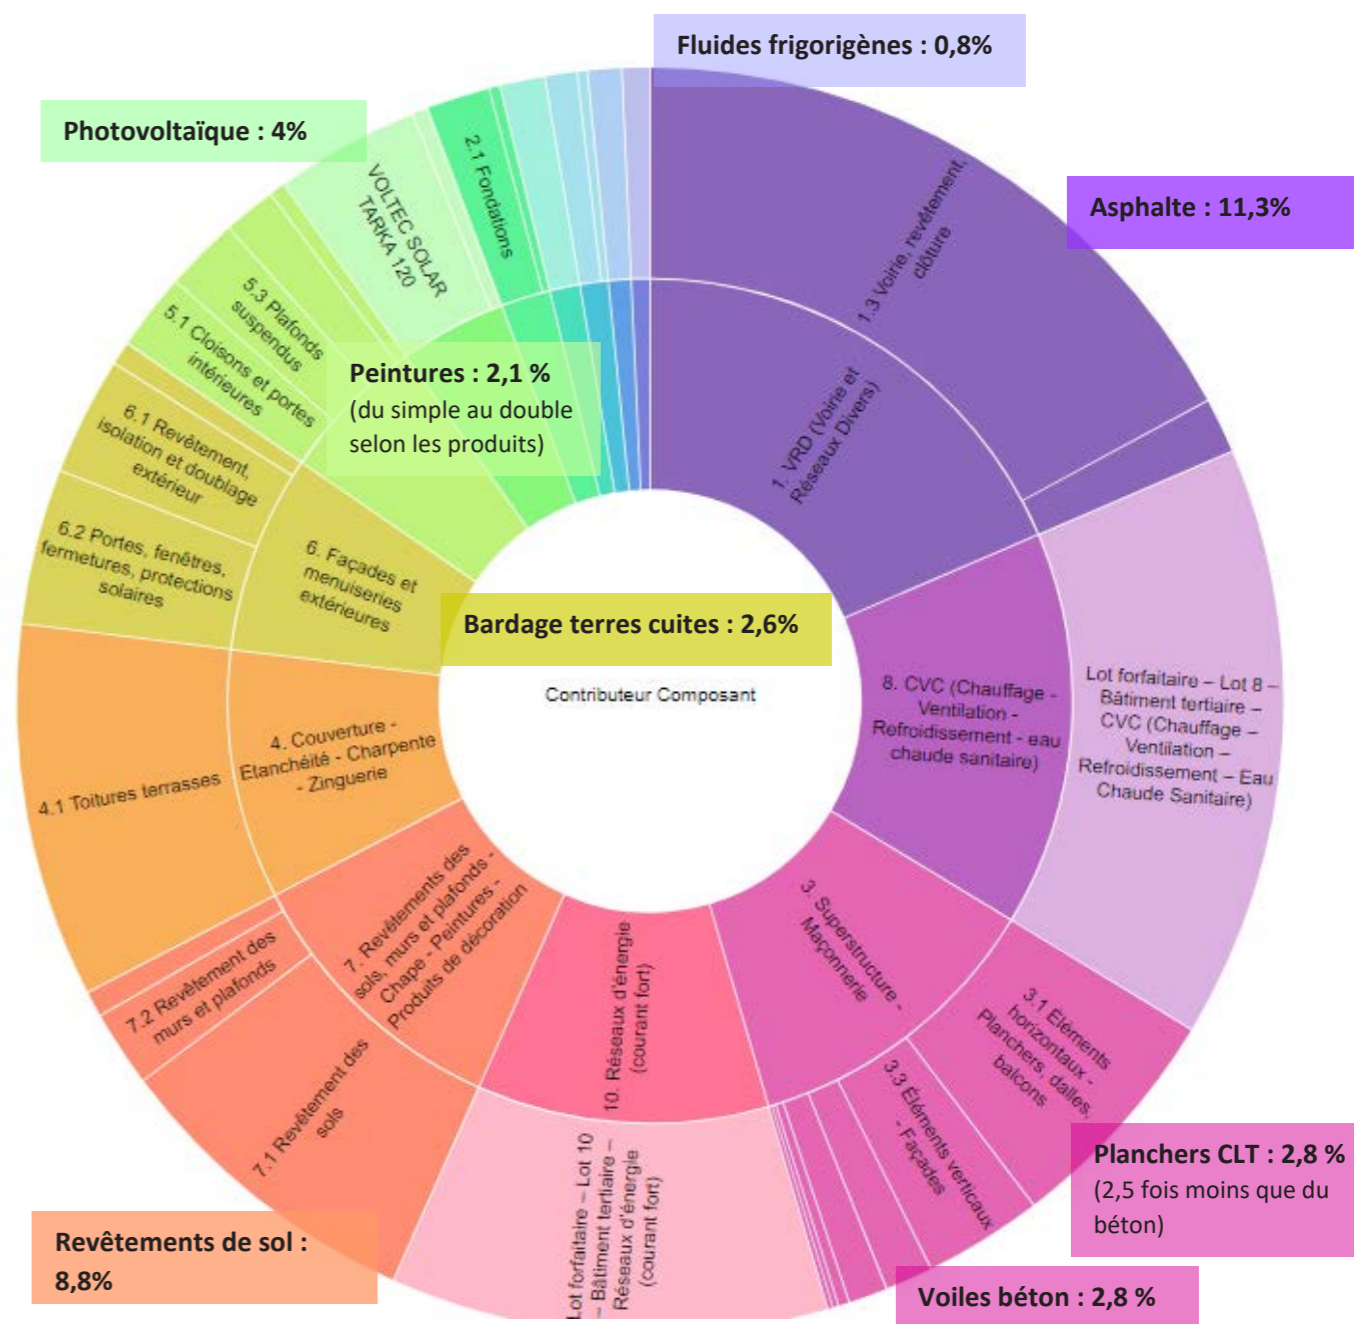 Fluides frigorigènes : 0,8%
Photovoltaïque : 4%
Asphalte : 11,3%
VOLTEC SOLAR
TARKA 120
2.1 Fondations
1.3 Voirie, revêtement,
clôture
5.3 Plafonds
suspendus
5.1 Cloisons et portes
intérieures
Peintures : 2,1 %
(du simple au double
selon les produits)
1. VRD (Voirie et
Réseaux Divers)
6.1 Revêtement,
isolation et doublage
extérieur
6.2 Portes, fenêtres,
fermetures, protections
solaires
6. Façades et
menuiseries
extérieures
Bardage terres cuites : 2,6%
Contributeur Composant
8. CVC (Chauffage -
Ventilation -
Refroidissement - eau
chaude sanitaire)
Lot forfaitaire – Lot 8 –
Bâtiment tertiaire –
CVC (Chauffage –
Ventilation –
Refroidissement – Eau
Chaude Sanitaire)
4. Couverture -
Etanchéité - Charpente
- Zinguerie
4.1 Toitures terrasses
7. Revêtements des
sols, murs et plafonds -
Chape - Peintures -
Produits de décoration
3. Superstructure -
Maçonnerie
10. Réseaux d'énergie
(courant fort)
7.2 Revêtement des
murs et plafonds
7.1 Revêtement des
sols
3.1 Éléments
horizontaux -
Planchers, dalles,
balcons
3.3 Éléments verticaux
- Façades
Lot forfaitaire – Lot 10
– Bâtiment tertiaire –
Réseaux d'énergie
(courant fort)
Planchers CLT : 2,8 %
(2,5 fois moins que du
béton)
Revêtements de sol :
8,8%
Voiles béton : 2,8 %